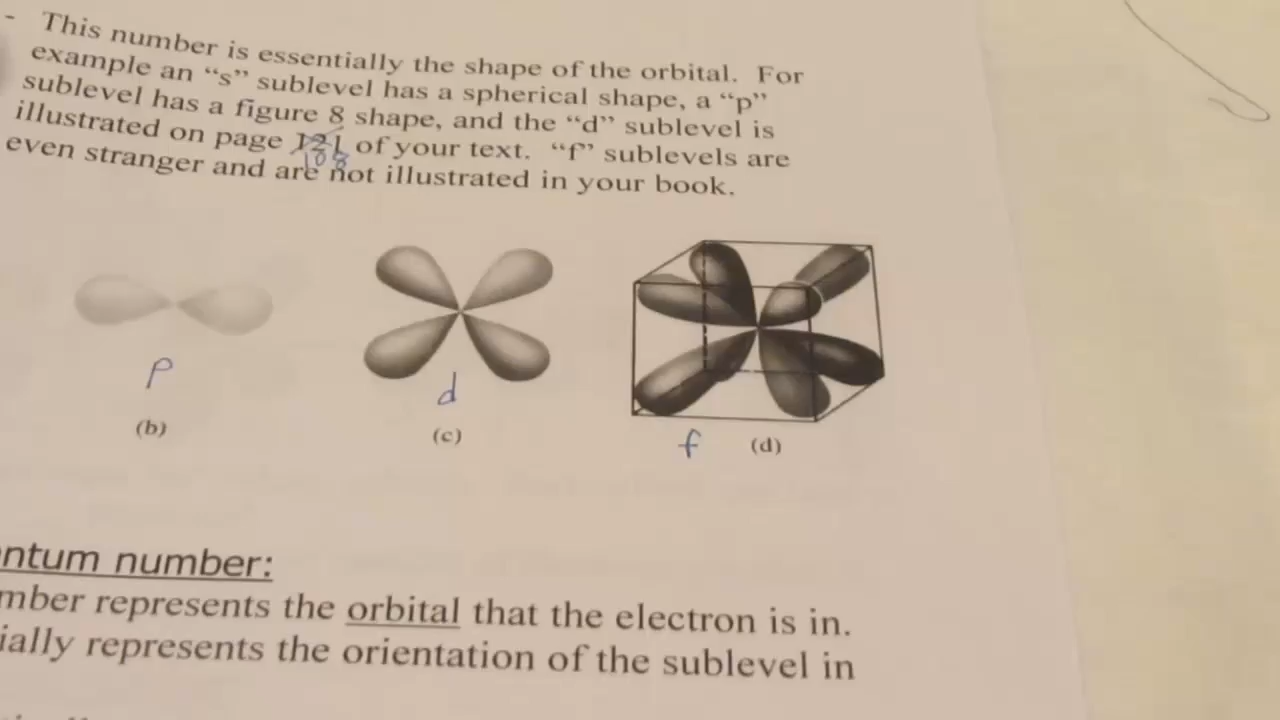 - This number is essentially the shape of the orbital. For
example an “s” sublevel has a spherical shape, a “p”
sublevel has a figure 8 shape, and the “d” sublevel is
illustrated on page 121 of your text. “f” sublevels are
108
even stranger and are not illustrated in your book.
p
d
f
(b)
(c)
(d)
ntum number:
mber represents the orbital that the electron is in.
ially represents the orientation of the sublevel in